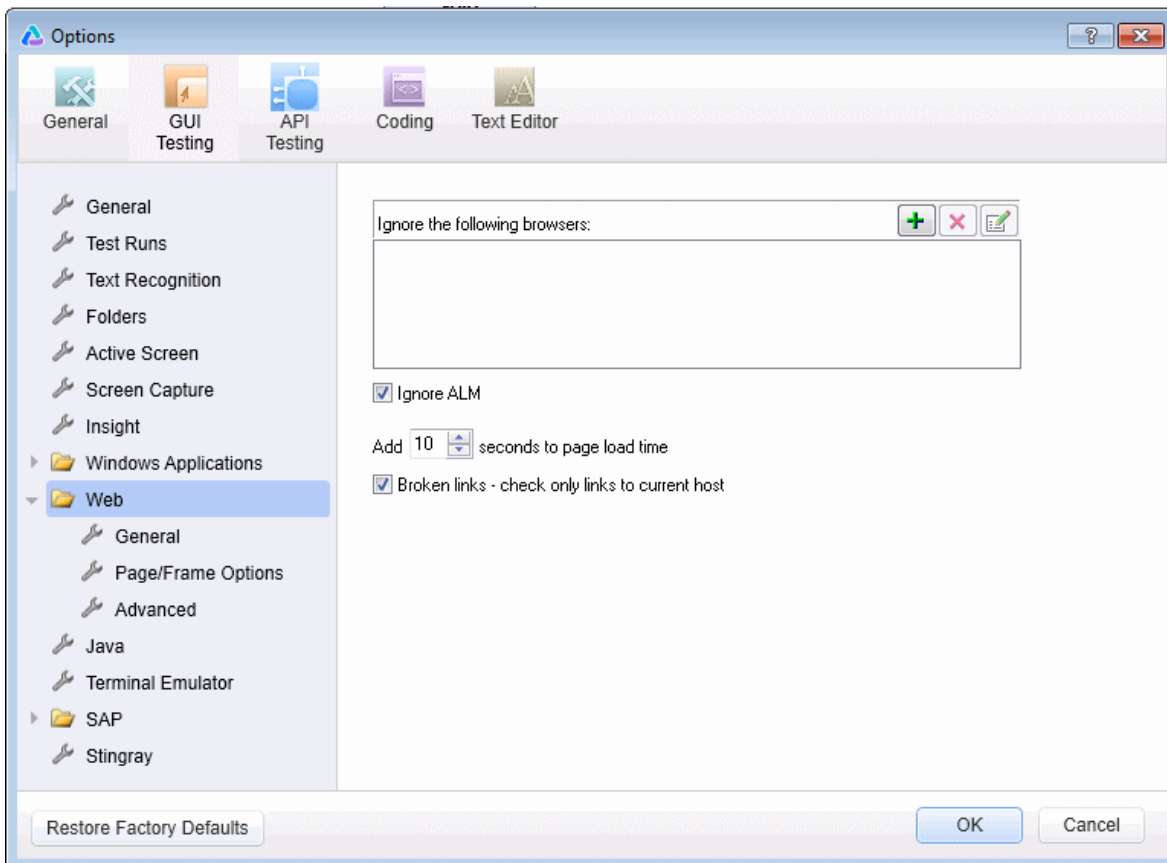 Options
General
GUI
Testing
API
Testing
Coding
Text Editor
General
Test Runs
Text Recognition
Folders
Active Screen
Screen Capture
Insight
Windows Applications
Web
General
Page/Frame Options
Advanced
Java
Terminal Emulator
SAP
Stingray
Ignore the following browsers:
Ignore ALM
Add 10 seconds to page load time
Broken links - check only links to current host
Restore Factory Defaults
OK
Cancel